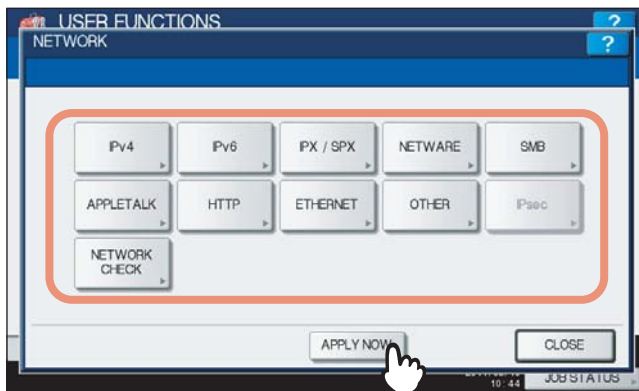 USER FUNCTIONS ?
NETWORK ?
IPv4 IPv6 IPX / SPX NETWARE SMB
APPLETALK HTTP ETHERNET OTHER IPsec
NETWORK
CHECK
APPLY NOW CLOSE
10:44 JOB STATUS